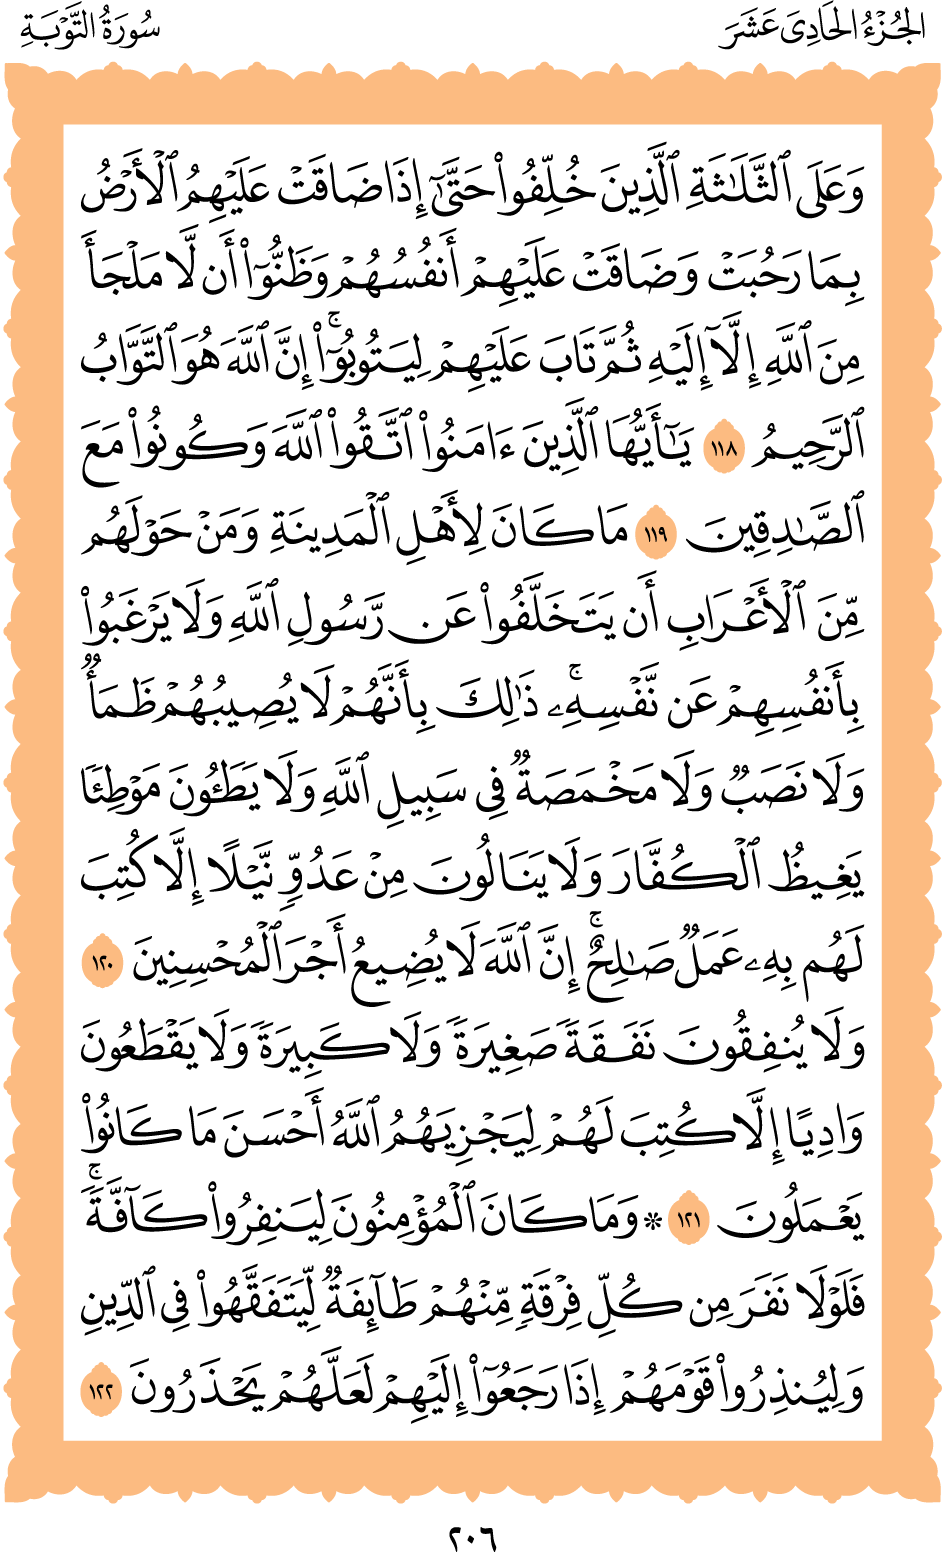 الجُزْءُ الحَادِىَ عَشَرَ
سُورَةُ التَّوْبَةِ
وَعَلَى ٱلثَّلَٰثَةِ ٱلَّذِينَ خُلِّفُوا۟ حَتَّىٰٓ إِذَا ضَاقَتْ عَلَيْهِمُ ٱلْأَرْضُ
بِمَا رَحُبَتْ وَضَاقَتْ عَلَيْهِمْ أَنفُسُهُمْ وَظَنُّوٓا۟ أَن لَّا مَلْجَأَ
مِنَ ٱللَّهِ إِلَّآ إِلَيْهِ ثُمَّ تَابَ عَلَيْهِمْ لِيَتُوبُوٓا۟ ۚ إِنَّ ٱللَّهَ هُوَ ٱلتَّوَّابُ
ٱلرَّحِيمُ ١١٨ يَٰٓأَيُّهَا ٱلَّذِينَ ءَامَنُوا۟ ٱتَّقُوا۟ ٱللَّهَ وَكُونُوا۟ مَعَ
ٱلصَّٰدِقِينَ ١١٩ مَا كَانَ لِأَهْلِ ٱلْمَدِينَةِ وَمَنْ حَوْلَهُم
مِّنَ ٱلْأَعْرَابِ أَن يَتَخَلَّفُوا۟ عَن رَّسُولِ ٱللَّهِ وَلَا يَرْغَبُوا۟
بِأَنفُسِهِمْ عَن نَّفْسِهِۦ ۚ ذَٰلِكَ بِأَنَّهُمْ لَا يُصِيبُهُمْ ظَمَأٌ
وَلَا نَصَبٌ وَلَا مَخْمَصَةٌ فِى سَبِيلِ ٱللَّهِ وَلَا يَطَـُٔونَ مَوْطِئًا
يَغِيظُ ٱلْكُفَّارَ وَلَا يَنَالُونَ مِنْ عَدُوٍّ نَّيْلًا إِلَّا كُتِبَ
لَهُم بِهِۦ عَمَلٌ صَٰلِحٌ ۚ إِنَّ ٱللَّهَ لَا يُضِيعُ أَجْرَ ٱلْمُحْسِنِينَ ١٢٠
وَلَا يُنفِقُونَ نَفَقَةً صَغِيرَةً وَلَا كَبِيرَةً وَلَا يَقْطَعُونَ
وَادِيًا إِلَّا كُتِبَ لَهُمْ لِيَجْزِيَهُمُ ٱللَّهُ أَحْسَنَ مَا كَانُوا۟
يَعْمَلُونَ ١٢١ ۞ وَمَا كَانَ ٱلْمُؤْمِنُونَ لِيَنفِرُوا۟ كَآفَّةً ۚ
فَلَوْلَا نَفَرَ مِن كُلِّ فِرْقَةٍ مِّنْهُمْ طَآئِفَةٌ لِّيَتَفَقَّهُوا۟ فِى ٱلدِّينِ
وَلِيُنذِرُوا۟ قَوْمَهُمْ إِذَا رَجَعُوٓا۟ إِلَيْهِمْ لَعَلَّهُمْ يَحْذَرُونَ ١٢٢
٢٠٦